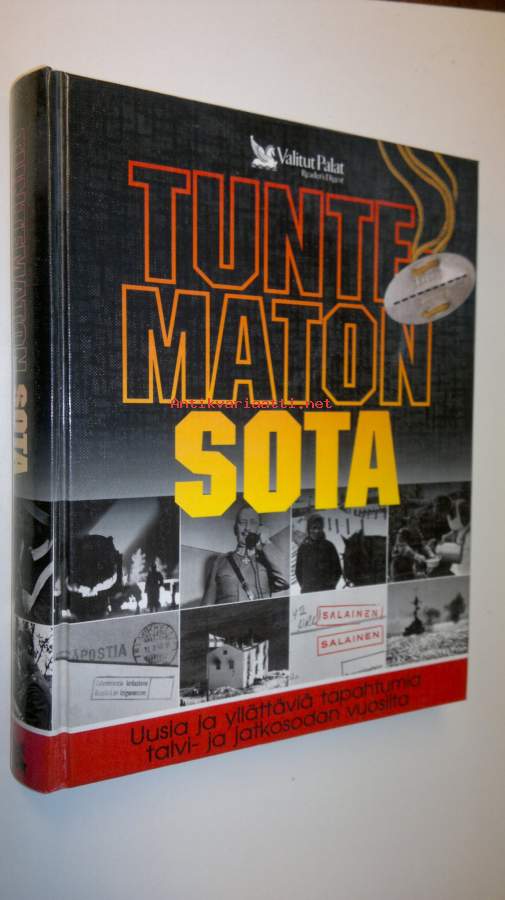 Valitut Palat
Reader's Digest
TUNTE
MATON
SOTA
TUNTEMATON SOTA
Antikvariaatti.net
SALAINEN
SALAINEN
Uusia ja yllättäviä tapahtumia
talvi- ja jatkosodan vuosilta